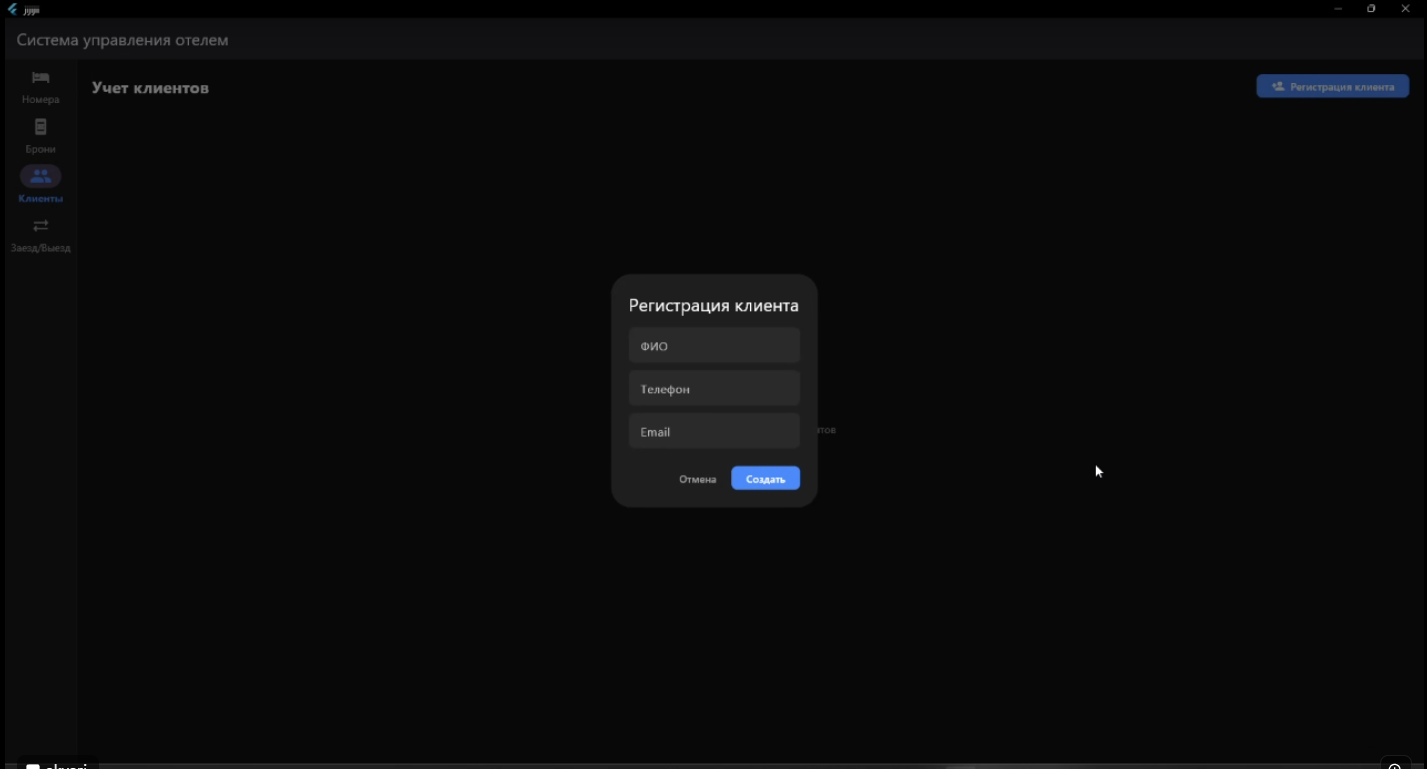 Система управления отелем
Номера
Учет клиентов
Регистрация клиента
Брони
Клиенты
Заезд/Выезд
Регистрация клиента
ФИО
Телефон
Email
Отмена
Создать